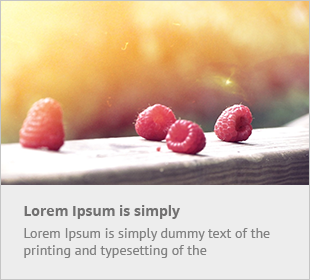 Lorem Ipsum is simply
Lorem Ipsum is simply dummy text of the
printing and typesetting of the